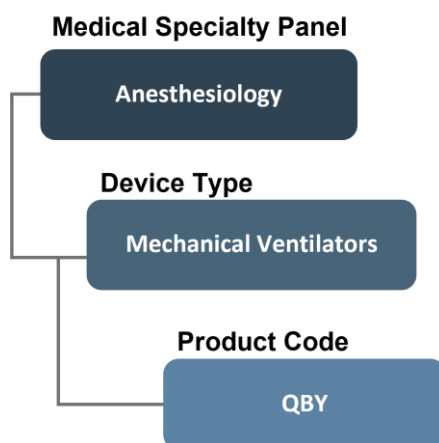 Medical Specialty Panel
Anesthesiology
Device Type
Mechanical Ventilators
Product Code
QBY